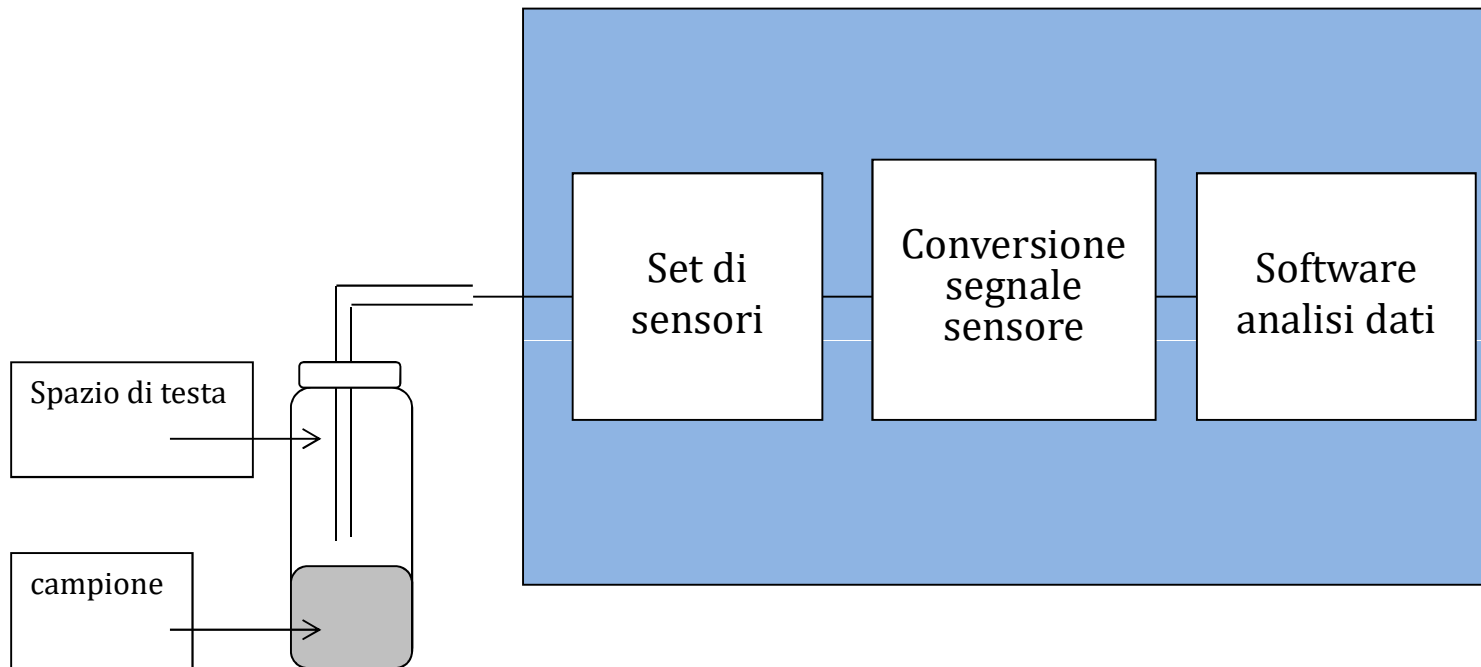 Spazio di testa
campione
Set di
sensori
Conversione
segnale
sensore
Software
analisi dati